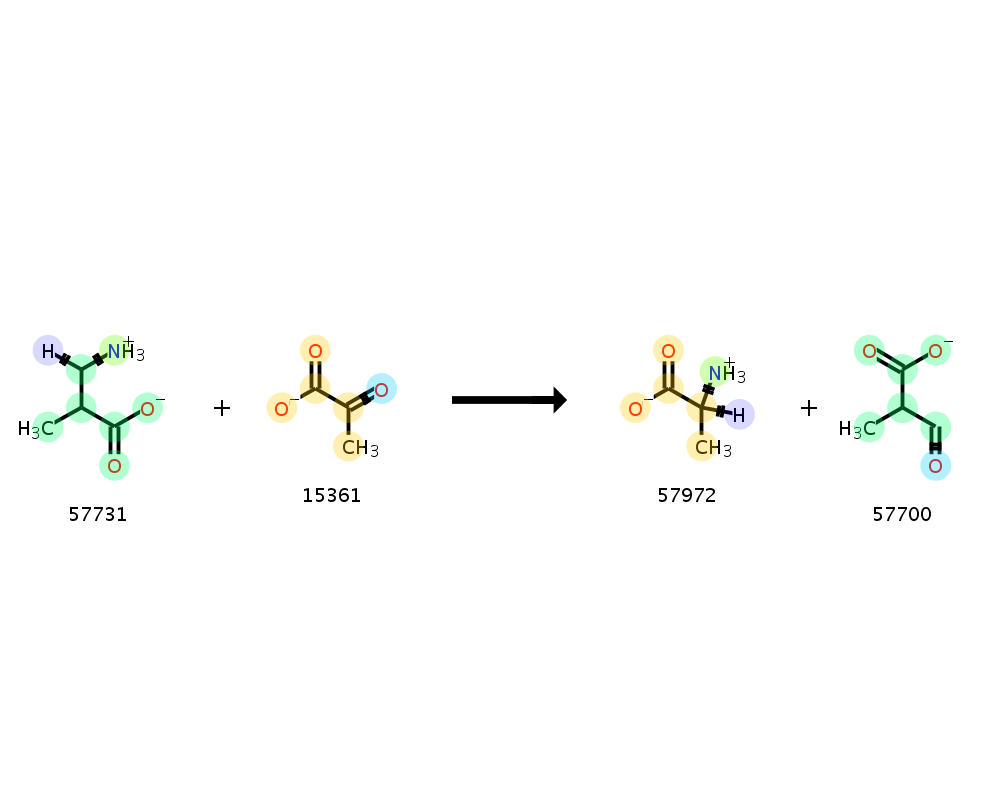 H NH3+
H3C O−
O
+
O
O− O
CH3
15361
57731
O
NH3+
O− H
CH3
57972
+
O O−
H3C
O
57700